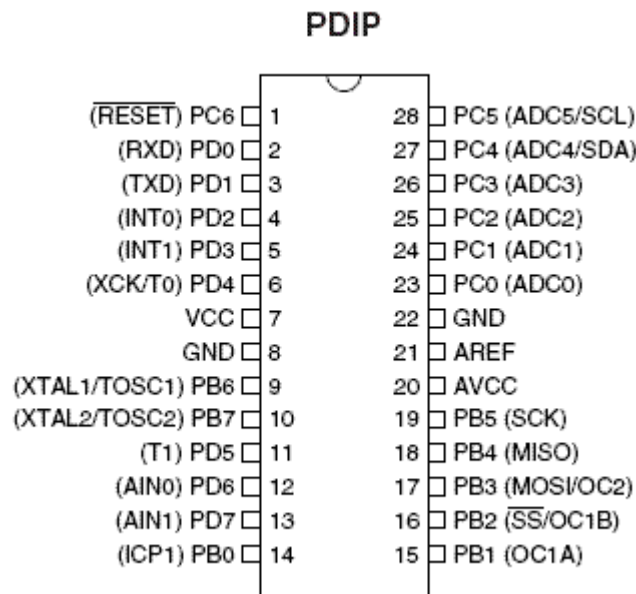 PDIP
(RESET) PC6 1 28 PC5 (ADC5/SCL)
(RXD) PD0 2 27 PC4 (ADC4/SDA)
(TXD) PD1 3 26 PC3 (ADC3)
(INT0) PD2 4 25 PC2 (ADC2)
(INT1) PD3 5 24 PC1 (ADC1)
(XCK/T0) PD4 6 23 PC0 (ADC0)
VCC 7 22 GND
GND 8 21 AREF
(XTAL1/TOSC1) PB6 9 20 AVCC
(XTAL2/TOSC2) PB7 10 19 PB5 (SCK)
(T1) PD5 11 18 PB4 (MISO)
(AIN0) PD6 12 17 PB3 (MOSI/OC2)
(AIN1) PD7 13 16 PB2 (SS/OC1B)
(ICP1) PB0 14 15 PB1 (OC1A)